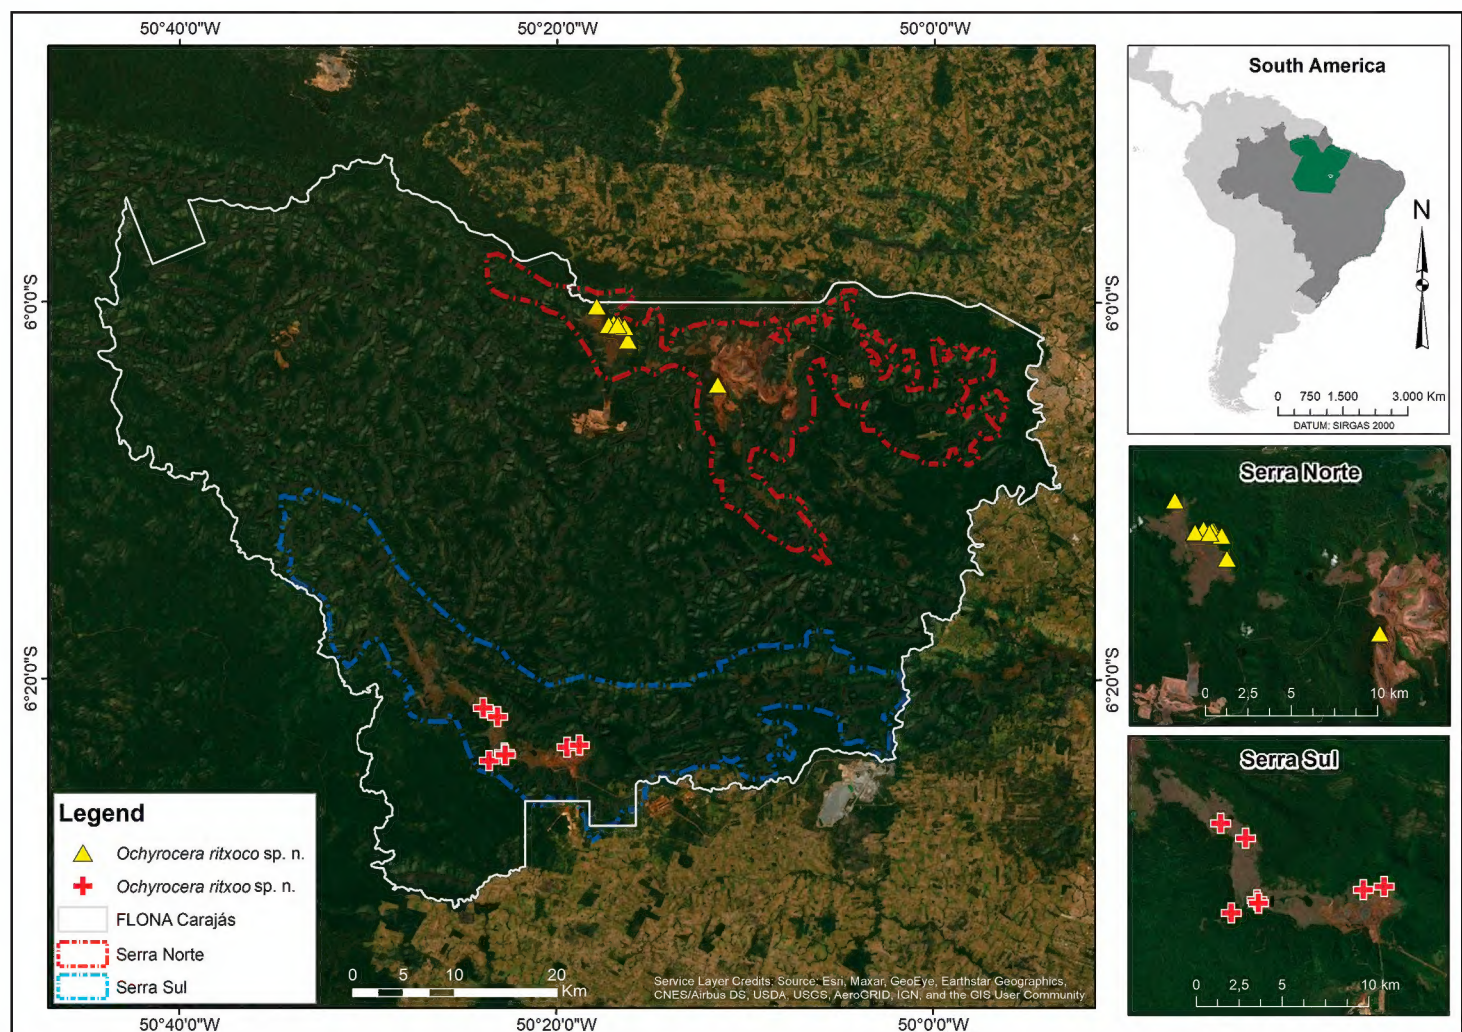 50°40'0"W
50°20'0"W
50°0'0"W
6°0'0"S
6°20'0"S
6°0'0"S
6°20'0"S
Legend
Ochyrocera ritxoco sp. n.
Ochyrocera ritxoo sp. n.
FLONA Carajás
Serra Norte
Serra Sul
0 5 10 20
Km
Service Layer Credits: Source: Esri, Maxar, GeoEye, Earthstar Geographics,
CNES/Airbus DS, USDA, USGS, AeroGRID, IGN, and the GIS User Community
50°40'0"W
50°20'0"W
50°0'0"W
South America
N
0 750 1.500 3.000 Km
DATUM: SIRGAS 2000
Serra Norte
0 2,5 5 10 km
Serra Sul
0 2,5 5 10 km